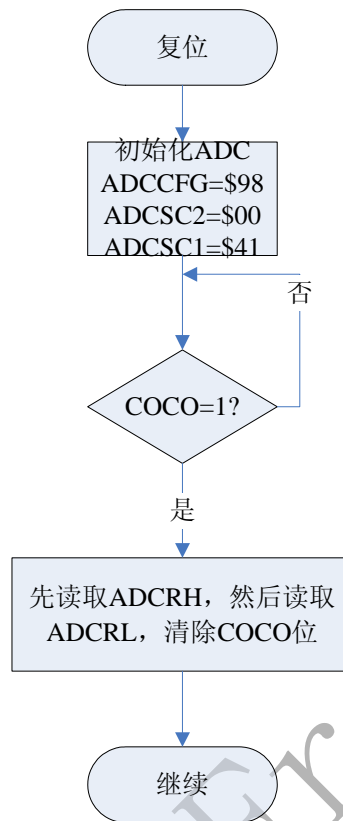 复位
初始化ADC
ADCCFG=$98
ADCSC2=$00
ADCSC1=$41
否
COCO=1?
是
先读取ADCRH，然后读取
ADCRL，清除COCO位
继续
Er